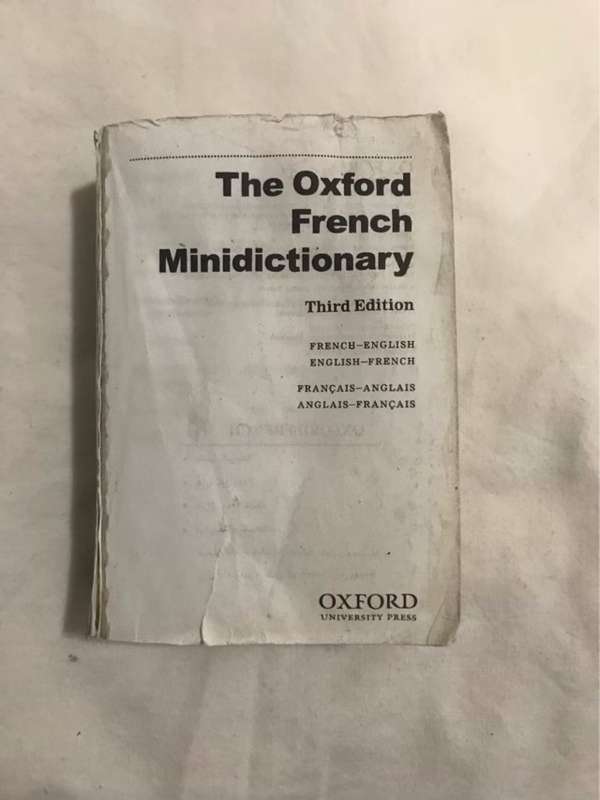 The Oxford
French
Minidictionary
Third Edition
FRENCH–ENGLISH
ENGLISH–FRENCH
FRANÇAIS–ANGLAIS
ANGLAIS–FRANÇAIS
OXFORD
UNIVERSITY PRESS